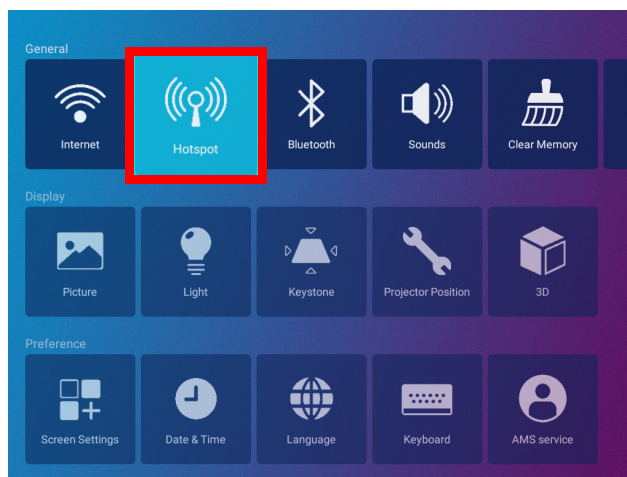 General
Internet
Hotspot
Bluetooth
Sounds
Clear Memory
Display
Picture
Light
Keystone
Projector Position
3D
Preference
Screen Settings
Date & Time
Language
Keyboard
AMS service